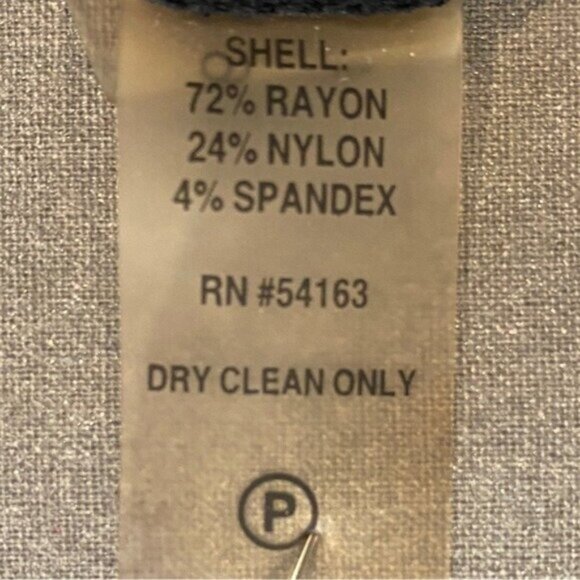 SHELL:
72% RAYON
24% NYLON
4% SPANDEX
RN #54163
DRY CLEAN ONLY
P